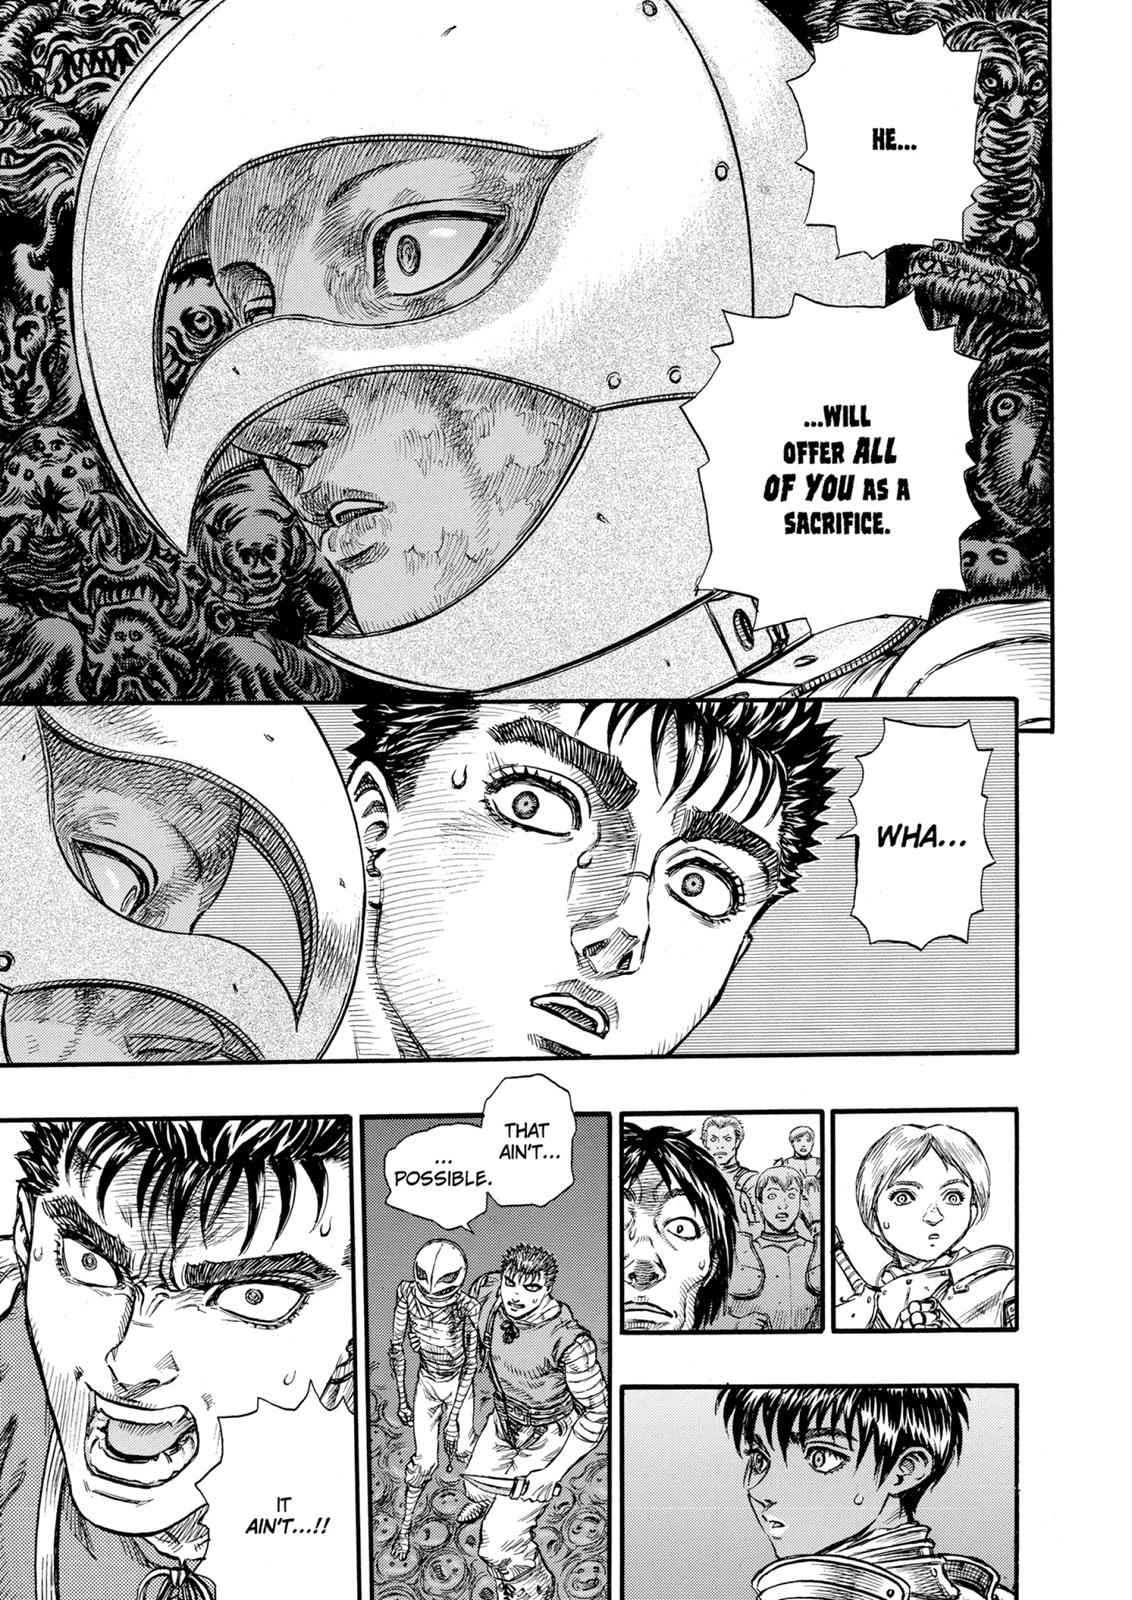 HE...
...WILL
OFFER ALL
OF YOU AS A
SACRIFICE.
WHA...
THAT
AIN'T...
...
POSSIBLE.
IT
AIN'T...!!